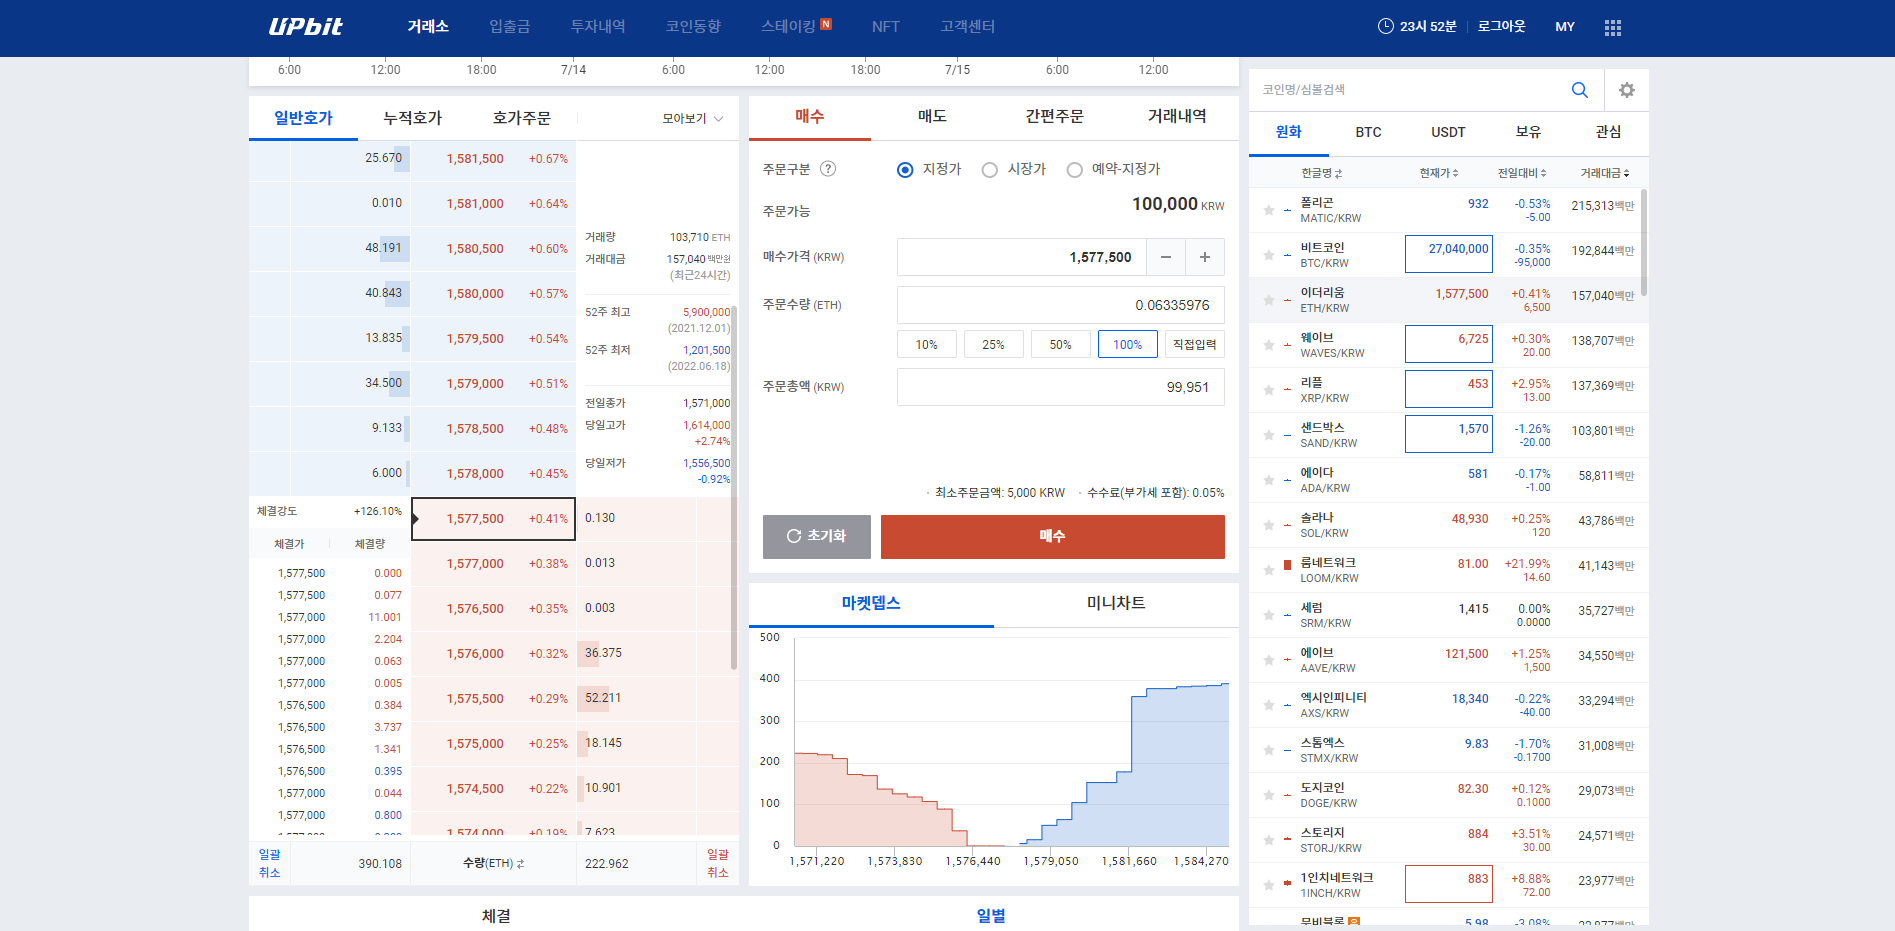 UPbit 거래소 입출금 투자내역 코인동향 스테이킹 N NFT 고객센터 23시 52분 로그아웃 MY
6:00 12:00 18:00 7/14 6:00 12:00 18:00 7/15 6:00 12:00
일반호가 누적호가 호가주문 모아보기
25.670 1,581,500 +0.67%
0.010 1,581,000 +0.64%
48.191 1,580,500 +0.60%
40.843 1,580,000 +0.57%
13.835 1,579,500 +0.54%
34.500 1,579,000 +0.51%
9.133 1,578,500 +0.48%
6.000 1,578,000 +0.45%
거래량 103,710 ETH
거래대금 157,040 백만원
(최근24시간)
52주 최고 5,900,000
(2021.12.01)
52주 최저 1,201,500
(2022.06.18)
전일종가 1,571,000
당일고가 1,614,000
+2.74%
당일저가 1,556,500
-0.92%
체결강도 +126.10%
체결가 체결량
1,577,500 0.000
1,577,500 0.077
1,577,000 11.001
1,577,000 2.204
1,577,000 0.063
1,577,000 0.005
1,576,500 0.384
1,576,500 3.737
1,576,500 1.341
1,576,500 0.395
1,577,000 0.044
1,577,000 0.800
1,577,500 +0.41% 0.130
1,577,000 +0.38% 0.013
1,576,500 +0.35% 0.003
1,576,000 +0.32% 36.375
1,575,500 +0.29% 52.211
1,575,000 +0.25% 18.145
1,574,500 +0.22% 10.901
1,574,000 +0.19% 7.623
일괄
취소
390.108 수량(ETH) 222.962
일괄
취소
매수 매도 간편주문 거래내역
주문구분 ? 지정가 시장가 예약-지정가
주문가능 100,000 KRW
매수가격 (KRW) 1,577,500 − +
주문수량 (ETH) 0.06335976
10% 25% 50% 100% 직접입력
주문총액 (KRW) 99,951
· 최소주문금액: 5,000 KRW · 수수료(부가세 포함): 0.05%
초기화 매수
마켓뎁스 미니차트
500
400
300
200
100
0
1,571,220 1,573,830 1,576,440 1,579,050 1,581,660 1,584,270
체결 일별
코인명/심볼검색
원화 BTC USDT 보유 관심
한글명 현재가 전일대비 거래대금
폴리곤 932 -0.53% 215,313백만
MATIC/KRW -5.00
비트코인 27,040,000 -0.35% 192,844백만
BTC/KRW -95,000
이더리움 1,577,500 +0.41% 157,040백만
ETH/KRW 6,500
웨이브 6,725 +0.30% 138,707백만
WAVES/KRW 20.00
리플 453 +2.95% 137,369백만
XRP/KRW 13.00
샌드박스 1,570 -1.26% 103,801백만
SAND/KRW -20.00
에이다 581 -0.17% 58,811백만
ADA/KRW -1.00
솔라나 48,930 +0.25% 43,786백만
SOL/KRW 120
룸네트워크 81.00 +21.99% 41,143백만
LOOM/KRW 14.60
세럼 1,415 0.00% 35,727백만
SRM/KRW 0.0000
에이브 121,500 +1.25% 34,550백만
AAVE/KRW 1,500
엑시인피니티 18,340 -0.22% 33,294백만
AXS/KRW -40.00
스톰엑스 9.83 -1.70% 31,008백만
STMX/KRW -0.1700
도지코인 82.30 +0.12% 29,073백만
DOGE/KRW 0.1000
스토리지 884 +3.51% 24,571백만
STORJ/KRW 30.00
1인치네트워크 883 +8.88% 23,977백만
1INCH/KRW 72.00
무비블록 유 5.98 -3.08%